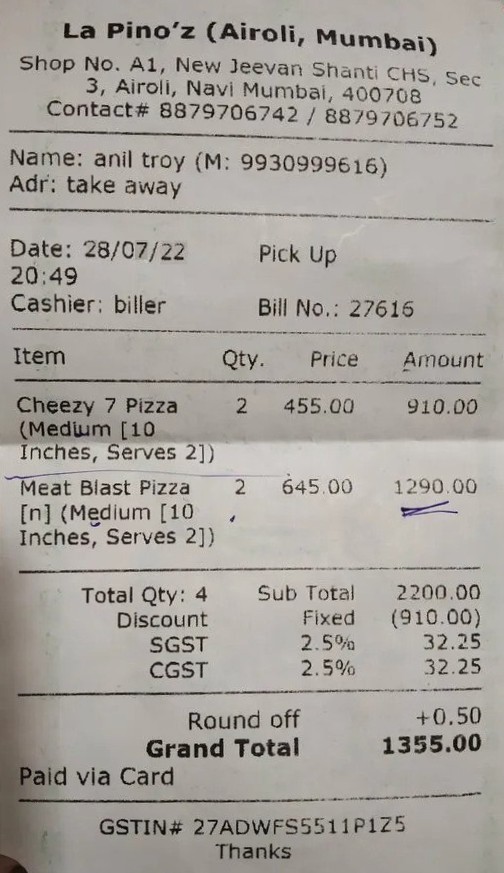 La Pino'z (Airoli, Mumbai)
Shop No. A1, New Jeevan Shanti CHS, Sec
3, Airoli, Navi Mumbai, 400708
Contact# 8879706742 / 8879706752
Name: anil troy (M: 9930999616)
Adr: take away
Date: 28/07/22 Pick Up
20:49
Cashier: biller Bill No.: 27616
Item Qty. Price Amount
Cheezy 7 Pizza 2 455.00 910.00
(Medium [10
Inches, Serves 2])
Meat Blast Pizza 2 645.00 1290.00
[n] (Medium [10
Inches, Serves 2])
Total Qty: 4 Sub Total 2200.00
Discount Fixed (910.00)
SGST 2.5% 32.25
CGST 2.5% 32.25
Round off +0.50
Grand Total 1355.00
Paid via Card
GSTIN# 27ADWFS5511P1Z5
Thanks